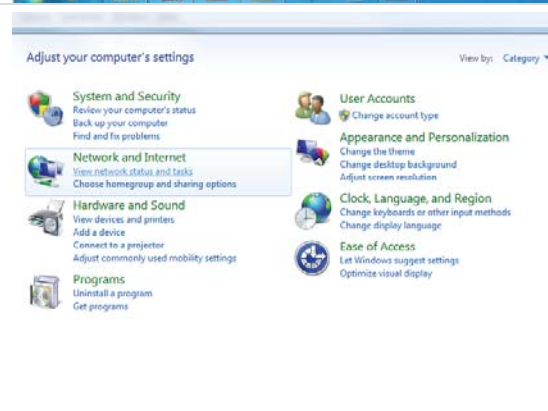 Adjust your computer's settings
View by: Category
System and Security
Review your computer's status
Back up your computer
Find and fix problems
Network and Internet
View network status and tasks
Choose homegroup and sharing options
Hardware and Sound
View devices and printers
Add a device
Connect to a projector
Adjust commonly used mobility settings
Programs
Uninstall a program
Get programs
User Accounts
Change account type
Appearance and Personalization
Change the theme
Change desktop background
Adjust screen resolution
Clock, Language, and Region
Change keyboards or other input methods
Change display language
Ease of Access
Let Windows suggest settings
Optimize visual display